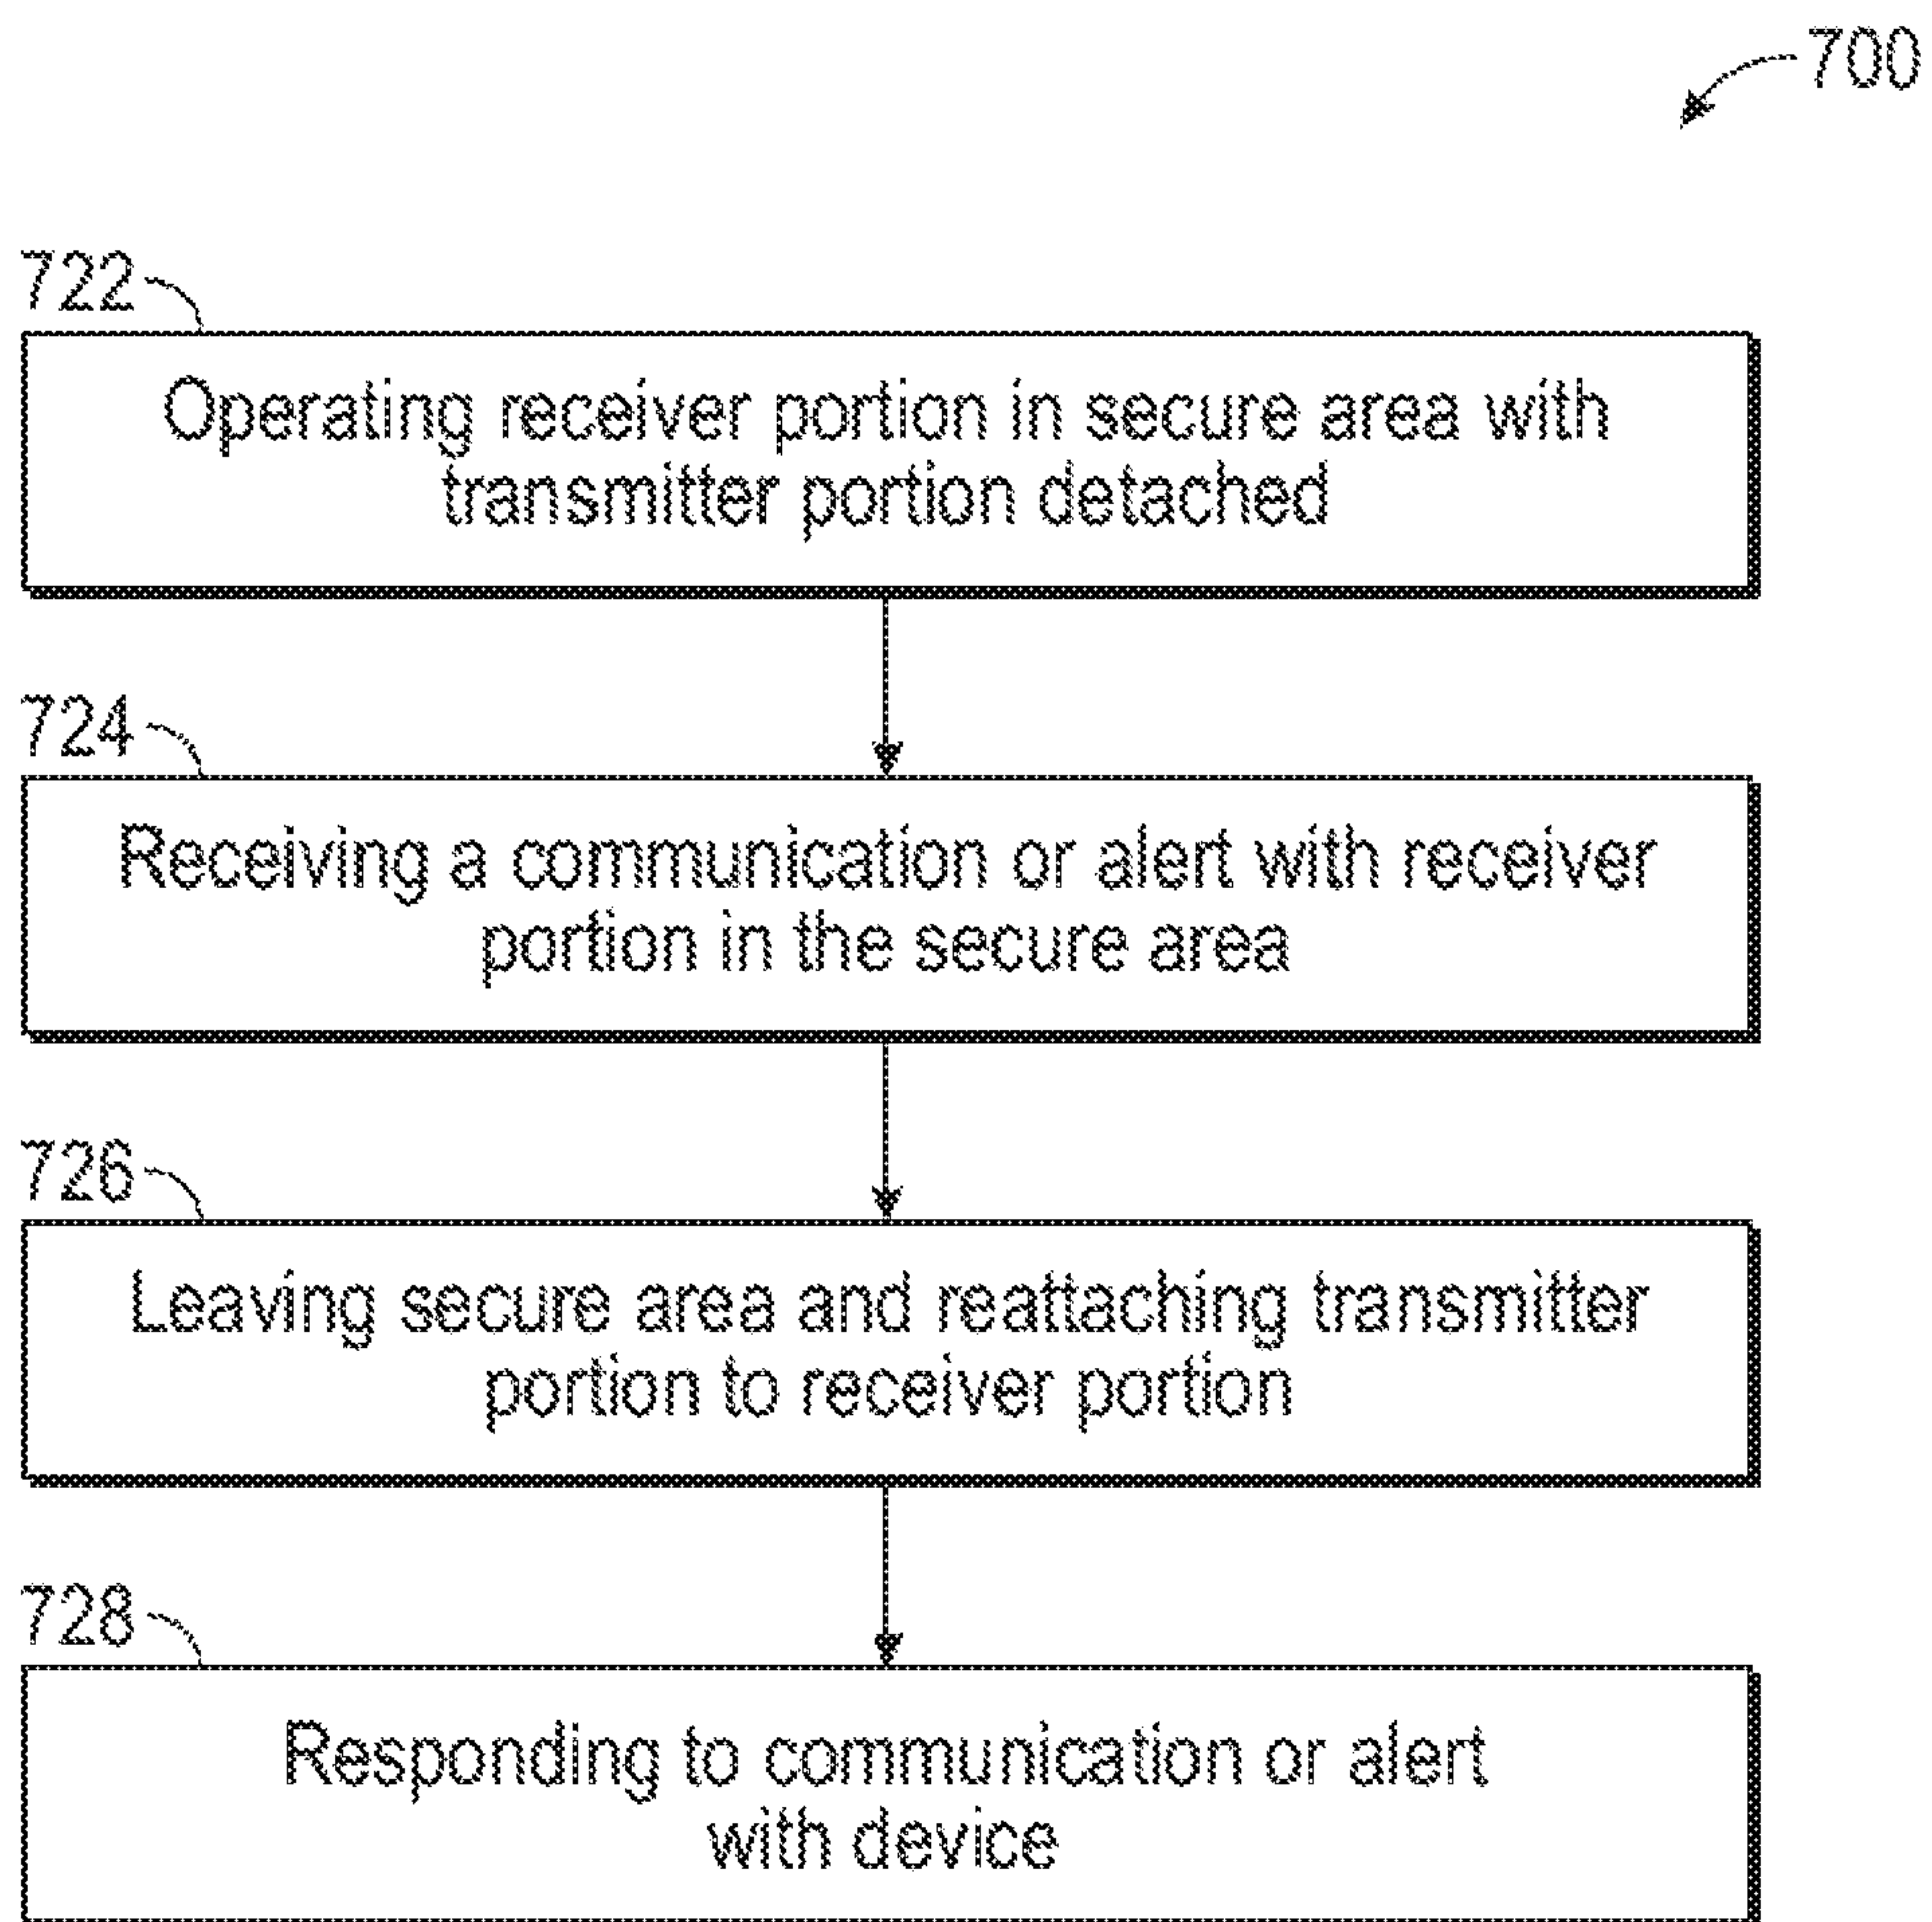 700
722
Operating receiver portion in secure area with
transmitter portion detached
724
Receiving a communication or alert with receiver
portion in the secure area
726
Leaving secure area and reattaching transmitter
portion to receiver portion
728
Responding to communication or alert
with device